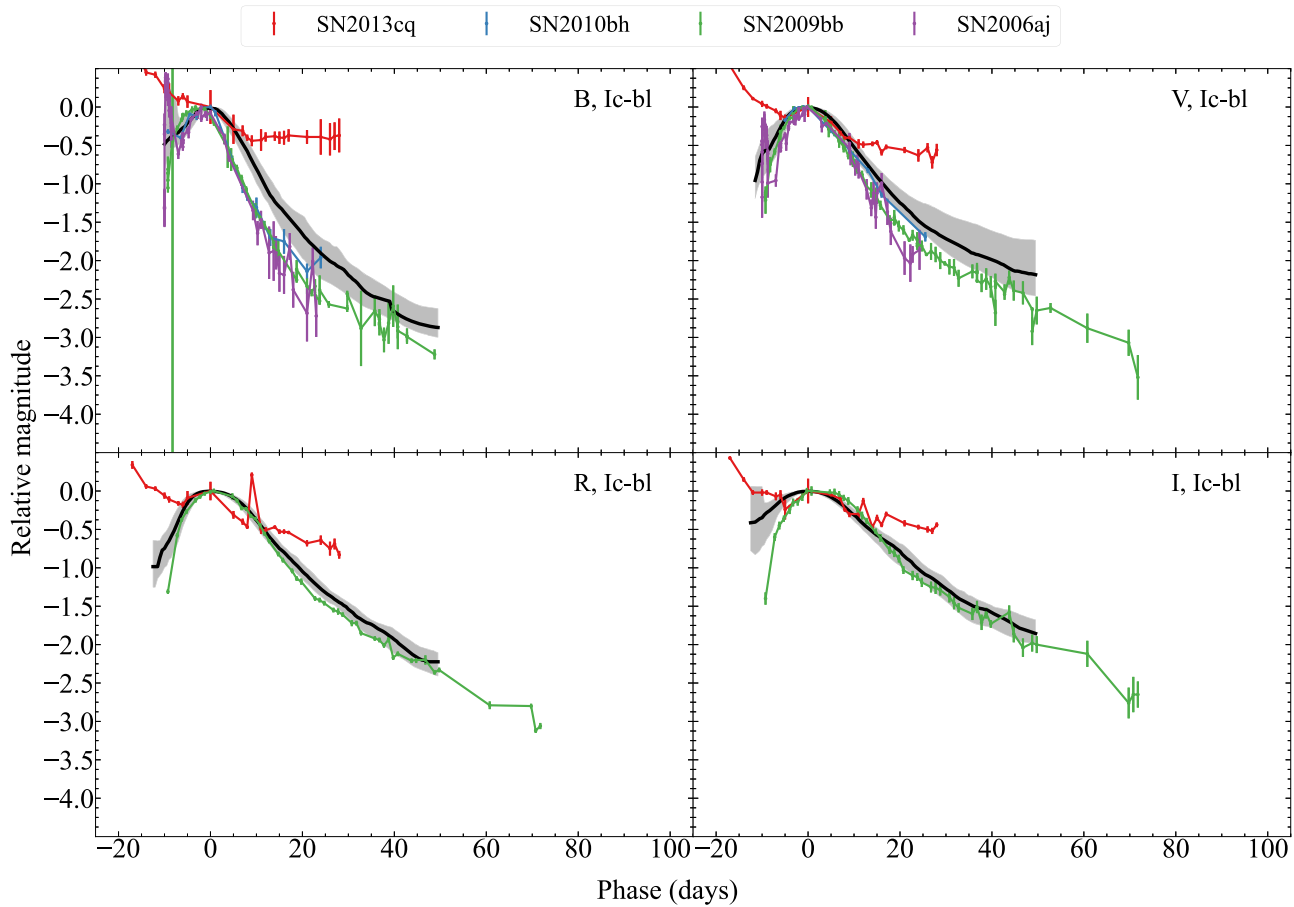 SN2013cq SN2010bh SN2009bb SN2006aj
B, Ic-bl
V, Ic-bl
0.0
−0.5
−1.0
−1.5
−2.0
−2.5
−3.0
−3.5
−4.0
R, Ic-bl
I, Ic-bl
0.0
−0.5
−1.0
−1.5
−2.0
−2.5
−3.0
−3.5
−4.0
−20 0 20 40 60 80 100
−20 0 20 40 60 80 100
Relative magnitude
Phase (days)